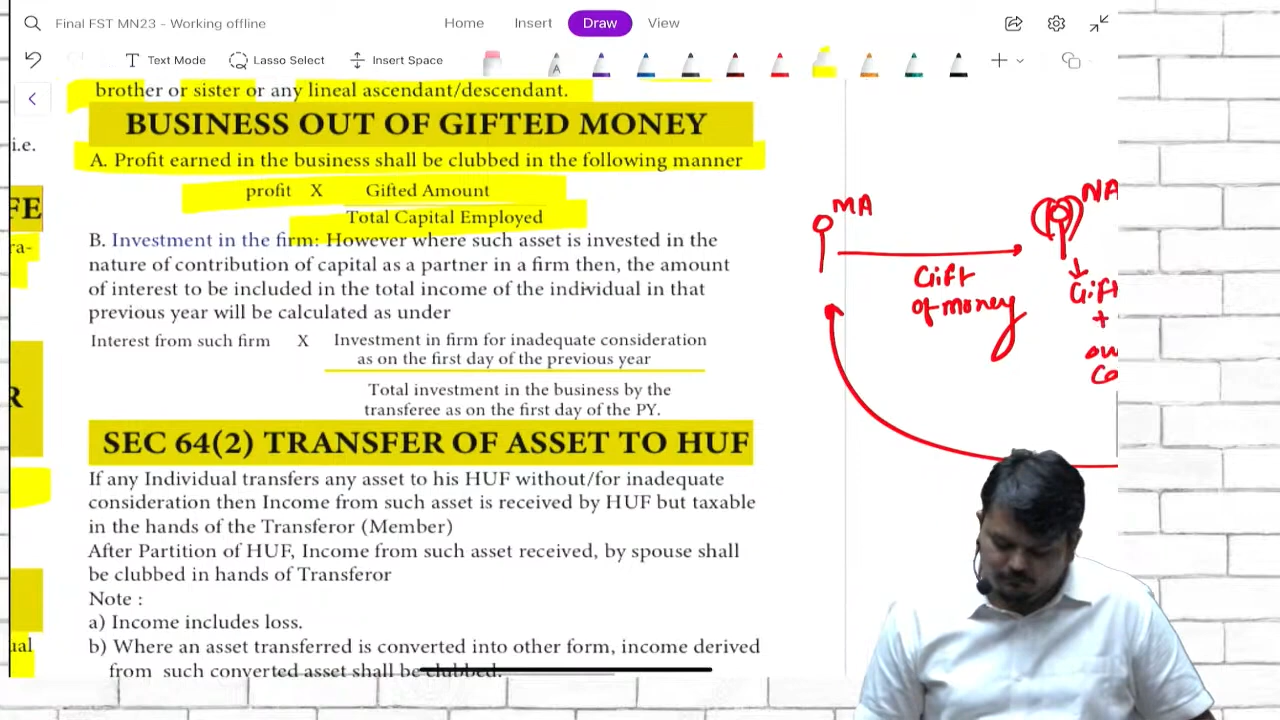 Final FST MN23 - Working offline
Home Insert Draw View
Text Mode Lasso Select Insert Space
brother or sister or any lineal ascendant/descendant.
BUSINESS OUT OF GIFTED MONEY
A. Profit earned in the business shall be clubbed in the following manner
profit X Gifted Amount
Total Capital Employed
B. Investment in the firm: However where such asset is invested in the
nature of contribution of capital as a partner in a firm then, the amount
of interest to be included in the total income of the individual in that
previous year will be calculated as under
Interest from such firm X Investment in firm for inadequate consideration
as on the first day of the previous year
Total investment in the business by the
transferee as on the first day of the PY.
SEC 64(2) TRANSFER OF ASSET TO HUF
If any Individual transfers any asset to his HUF without/for inadequate
consideration then Income from such asset is received by HUF but taxable
in the hands of the Transferor (Member)
After Partition of HUF, Income from such asset received, by spouse shall
be clubbed in hands of Transferor
Note :
a) Income includes loss.
b) Where an asset transferred is converted into other form, income derived
from such converted asset shall be clubbed.
i.e.
FE
ra-
R
ual
MA
NA
Gift
of money
Gift
+